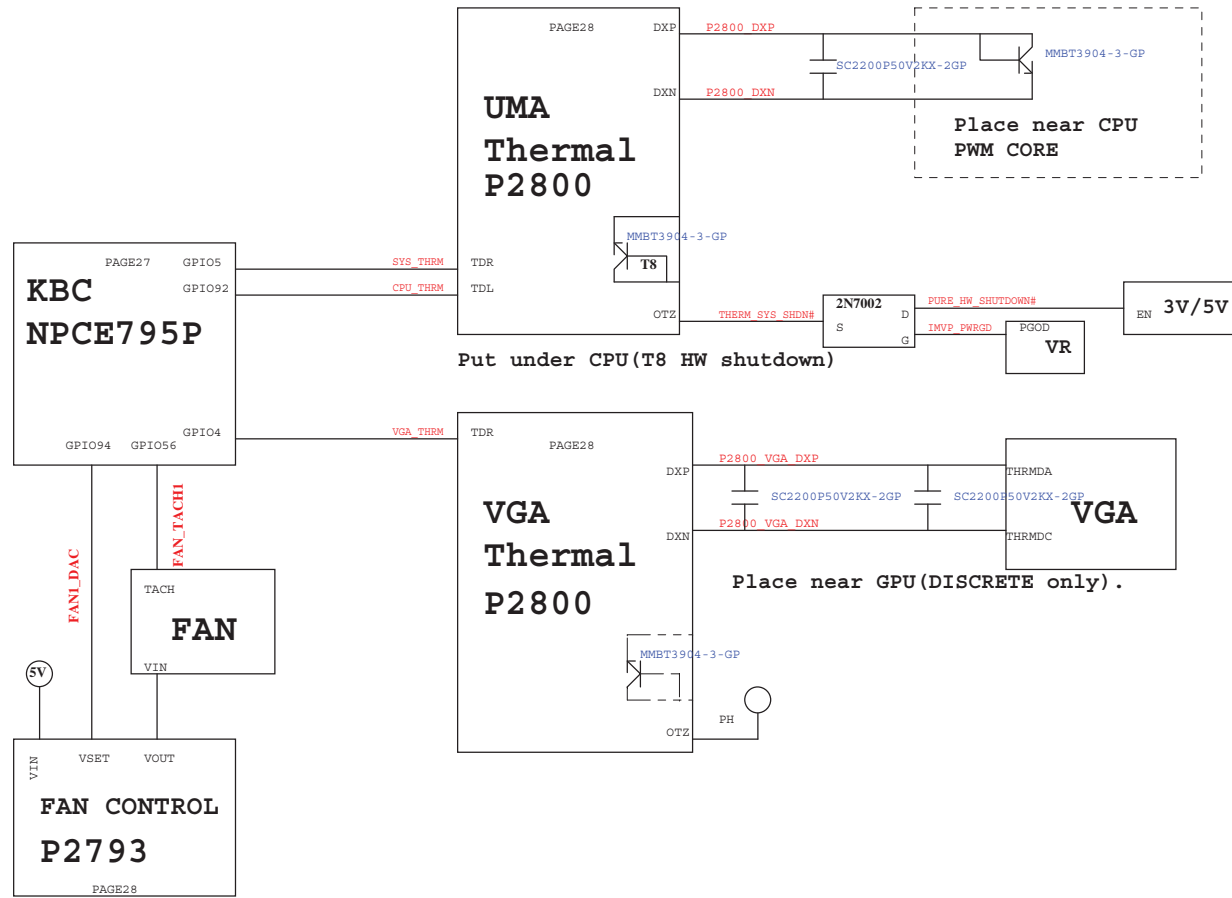 PAGE28
DXP
P2800_DXP
MMBT3904-3-GP
SC2200P50V2KX-2GP
DXN
P2800_DXN
UMA
Thermal
P2800
Place near CPU
PWM CORE
MMBT3904-3-GP
T8
PAGE27
GPIO5
SYS_THRM
TDR
KBC
NPCE795P
GPIO92
CPU_THRM
TDL
OTZ
THERM_SYS_SHDN#
2N7002
S
D
G
PURE_HW_SHUTDOWN#
IMVP_PWRGD
EN
3V/5V
PGOD
VR
Put under CPU(T8 HW shutdown)
GPIO94
GPIO56
GPIO4
VGA_THRM
TDR
PAGE28
DXP
P2800_VGA_DXP
THRMDA
SC2200P50V2KX-2GP
SC2200P50V2KX-2GP
VGA
DXN
P2800_VGA_DXN
THRMDC
VGA
Thermal
P2800
Place near GPU(DISCRETE only).
MMBT3904-3-GP
OTZ
PH
FAN1_DAC
FAN_TACH1
TACH
FAN
VIN
5V
VIN
VSET
VOUT
FAN CONTROL
P2793
PAGE28